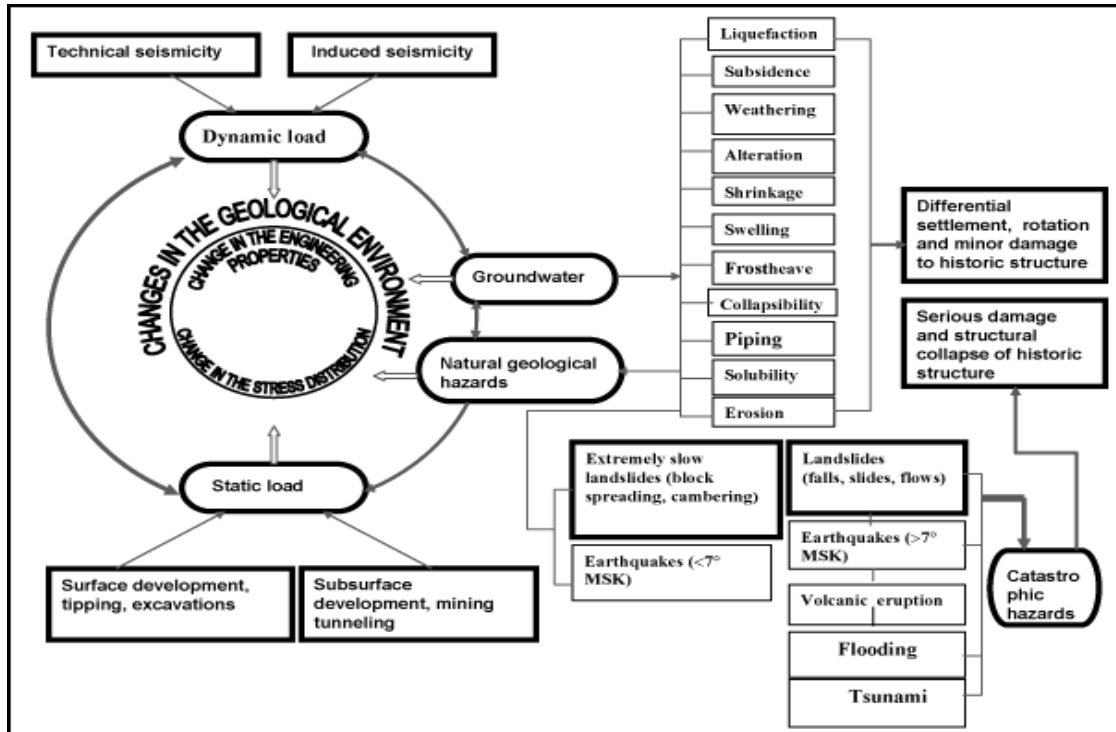 Technical seismicity
Induced seismicity
Dynamic load
CHANGES IN THE GEOLOGICAL ENVIRONMENT
CHANGE IN THE ENGINEERING
PROPERTIES
CHANGE IN THE STRESS DISTRIBUTION
Groundwater
Natural geological
hazards
Static load
Surface development,
tipping, excavations
Subsurface
development, mining
tunneling
Liquefaction
Subsidence
Weathering
Alteration
Shrinkage
Swelling
Frostheave
Collapsibility
Piping
Solubility
Erosion
Differential
settlement, rotation
and minor damage
to historic structure
Serious damage
and structural
collapse of historic
structure
Extremely slow
landslides (block
spreading, cambering)
Earthquakes (<7°
MSK)
Landslides
(falls, slides, flows)
Earthquakes (>7°
MSK)
Volcanic eruption
Flooding
Tsunami
Catastro
phic
hazards